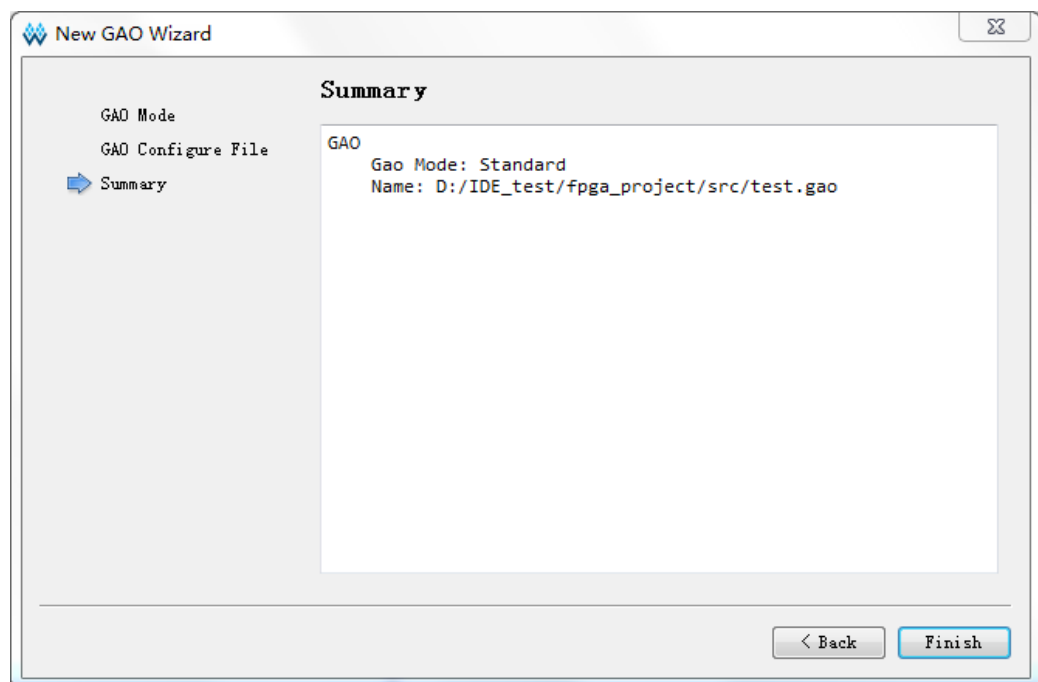 New GAO Wizard
GAO Mode
GAO Configure File
Summary
Summary
GAO
Gao Mode: Standard
Name: D:/IDE_test/fpga_project/src/test.gao
< Back
Finish